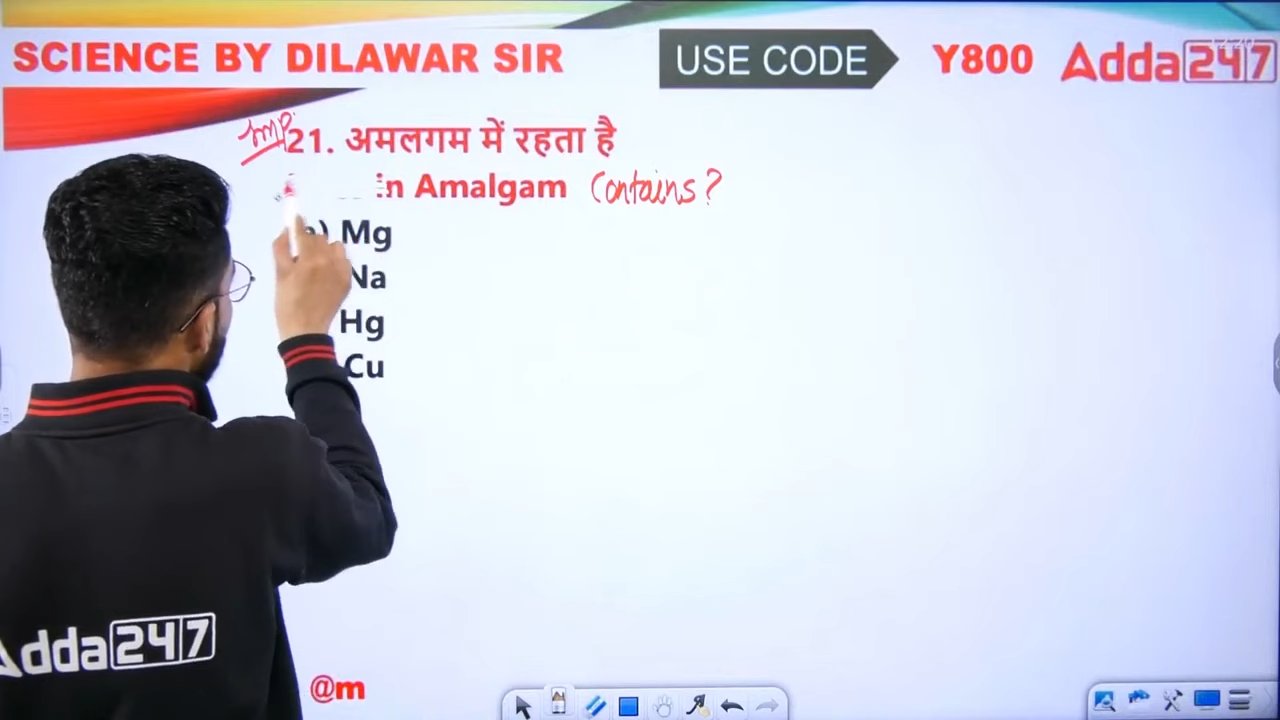 SCIENCE BY DILAWAR SIR
USE CODE
Y800
Adda247
Imp.
21. अमलगम में रहता है
in Amalgam Contains?
Mg
Na
Hg
Cu
Adda247
@m